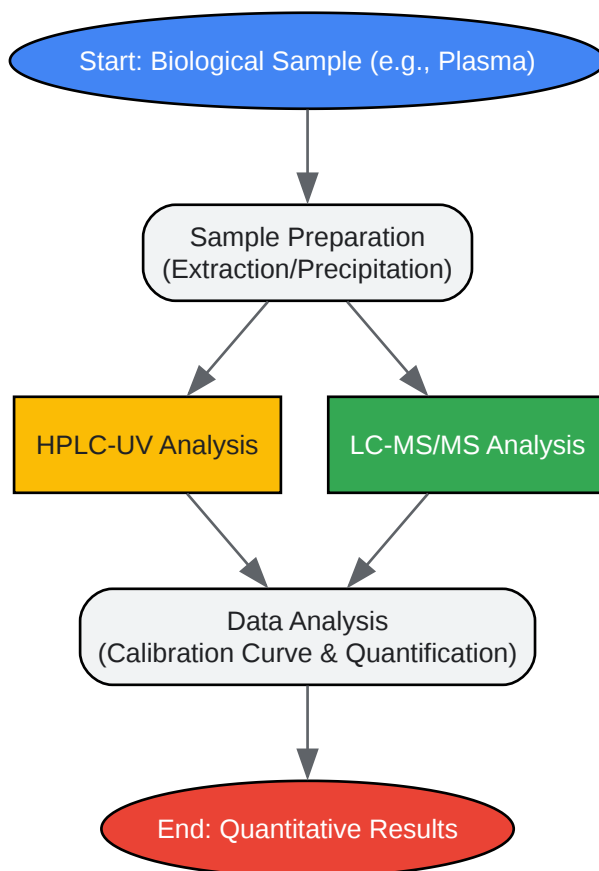 Start: Biological Sample (e.g., Plasma)
Sample Preparation
(Extraction/Precipitation)
HPLC-UV Analysis
LC-MS/MS Analysis
Data Analysis
(Calibration Curve & Quantification)
End: Quantitative Results